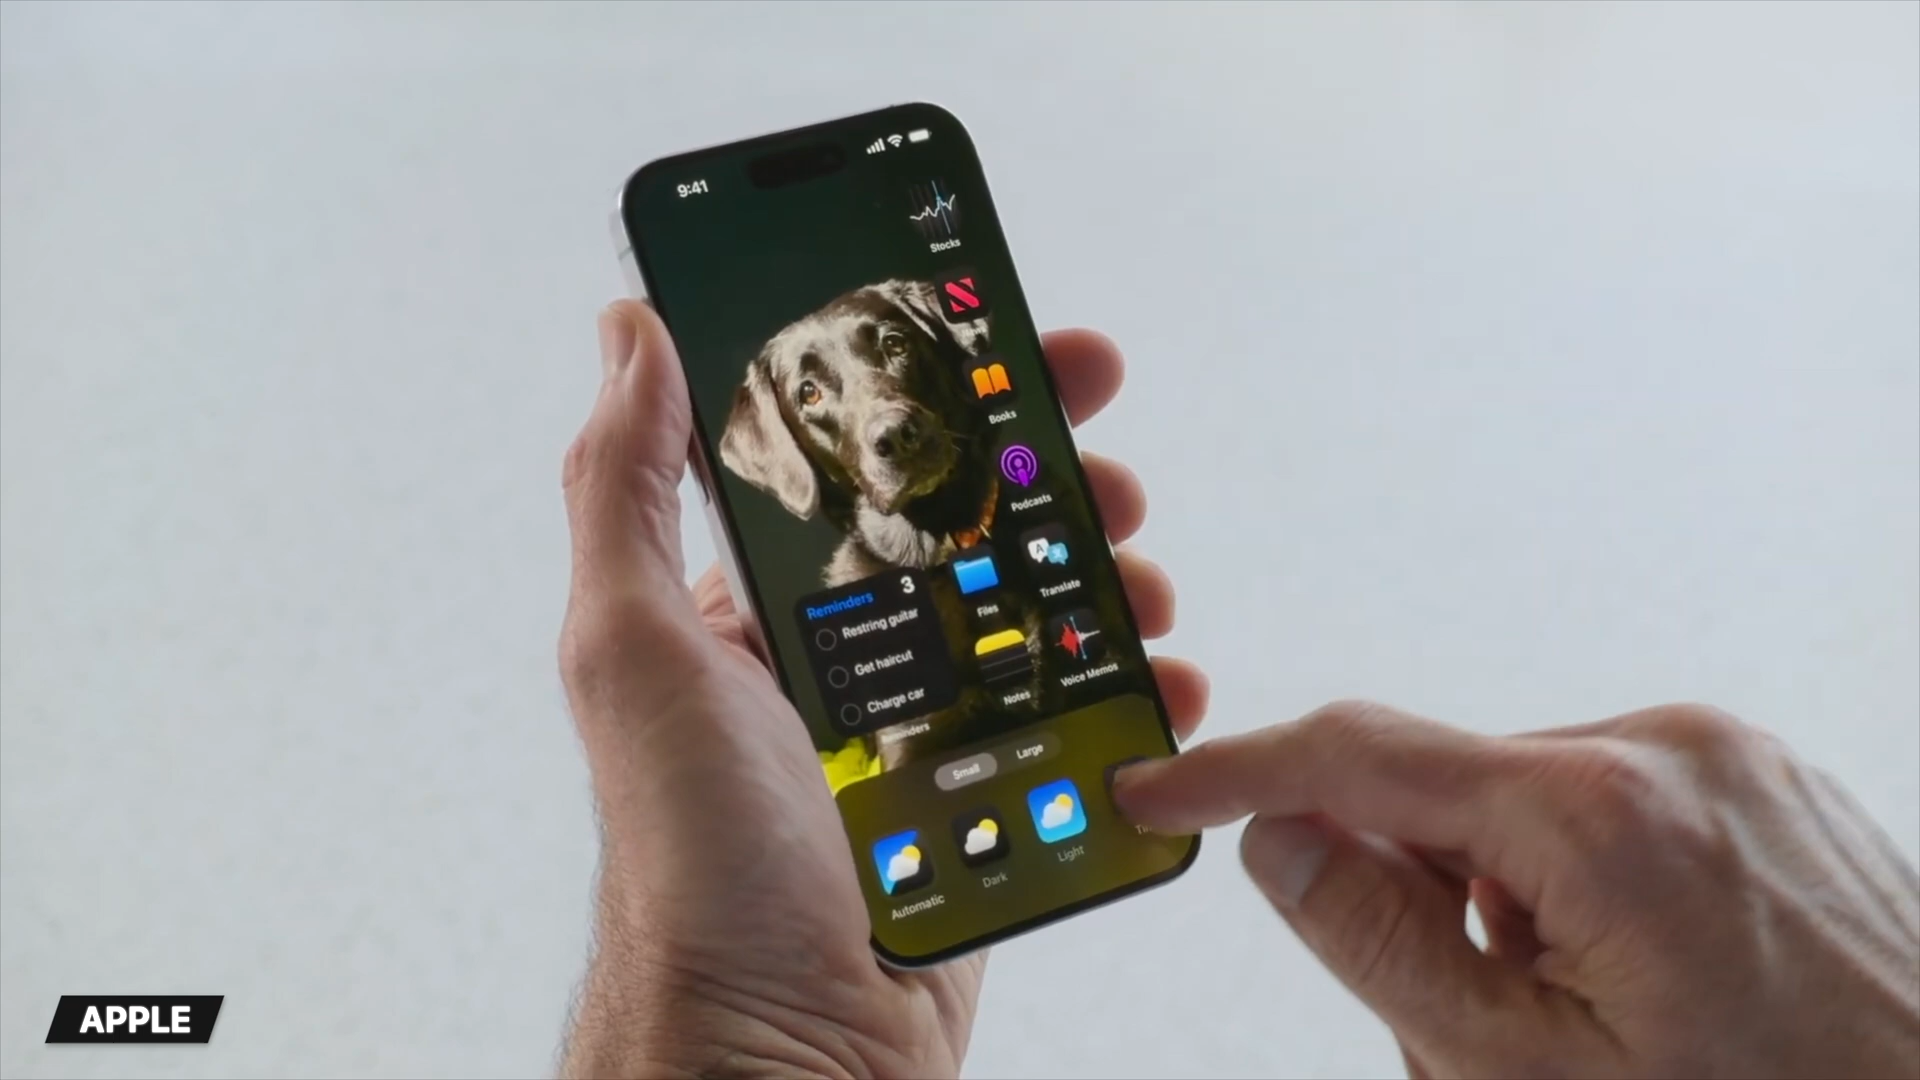 9:41
Stocks
News
Books
Podcasts
Translate
Files
Reminders 3
Restring guitar
Get haircut
Charge car
Reminders
Notes
Voice Memos
Small
Large
Automatic
Dark
Light
APPLE